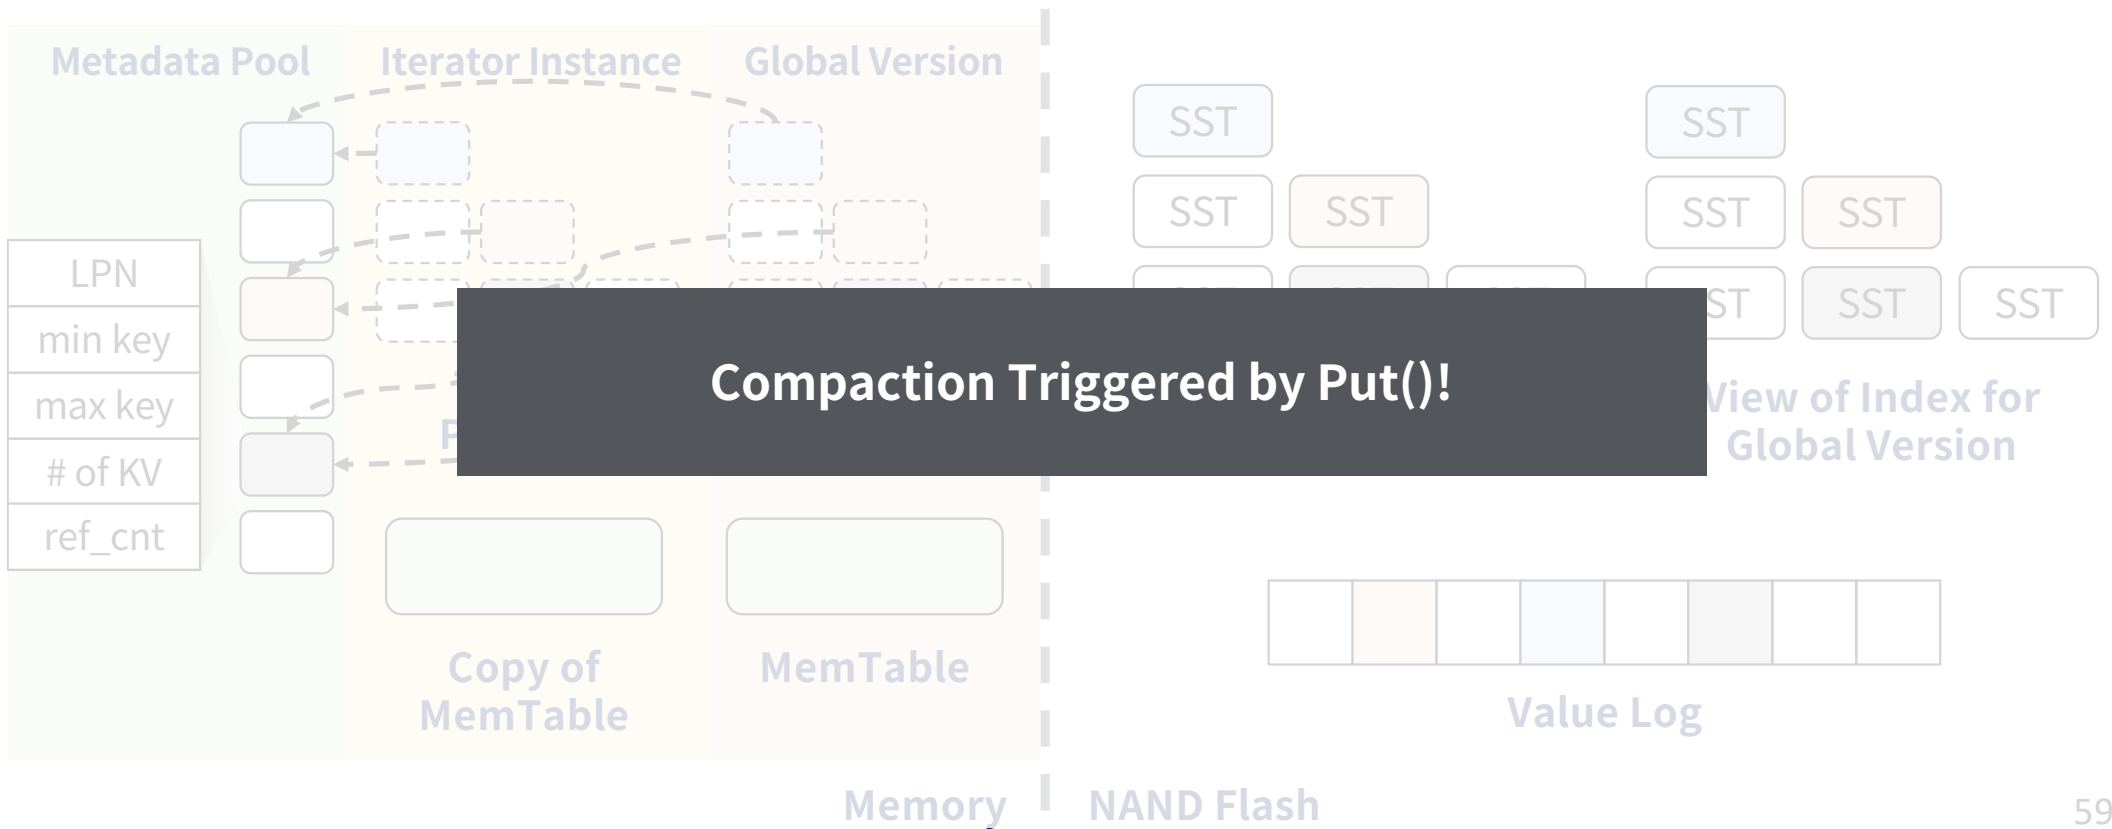 Metadata Pool
Iterator Instance
Global Version
LPN
min key
max key
# of KV
ref_cnt
Copy of
MemTable
MemTable
Memory
Compaction Triggered by Put()!
SST
SST SST
SST
SST SST
SST SST
View of Index for
Global Version
Value Log
NAND Flash
59